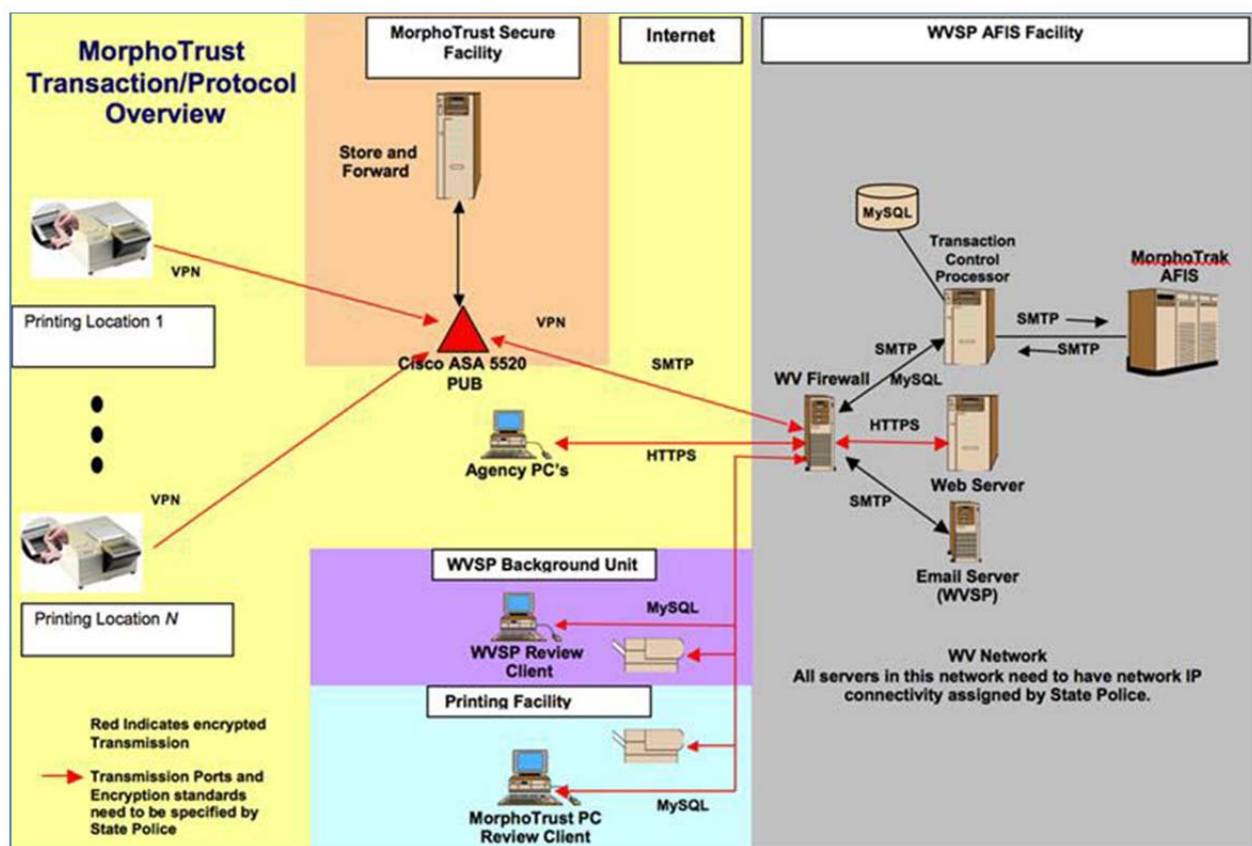 MorphoTrust
Transaction/Protocol
Overview
MorphoTrust Secure
Facility
Internet
WVSP AFIS Facility
Store and
Forward
MySQL
Transaction
Control
Processor
MorphoTrak
AFIS
VPN
Printing Location 1
VPN
SMTP
SMTP
SMTP
SMTP
MySQL
Cisco ASA 5520
PUB
WV Firewall
HTTPS
HTTPS
Agency PC's
Web Server
VPN
SMTP
Email Server
(WVSP)
Printing Location N
WVSP Background Unit
MySQL
WVSP Review
Client
WV Network
All servers in this network need to have network IP
connectivity assigned by State Police.
Printing Facility
Red Indicates encrypted
Transmission
Transmission Ports and
Encryption standards
need to be specified by
State Police
MySQL
MorphoTrust PC
Review Client